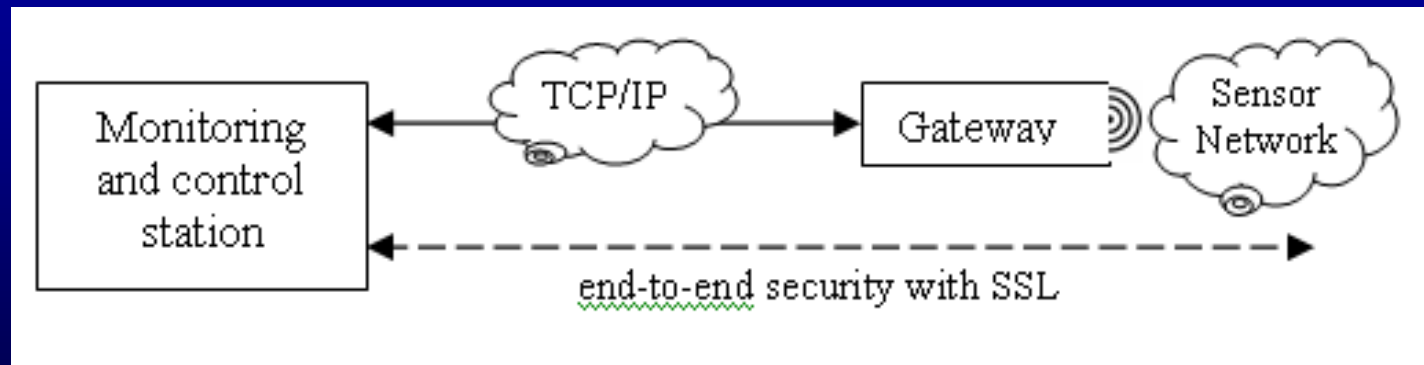 Monitoring
and control
station
TCP/IP
Gateway
Sensor
Network
end-to-end security with SSL